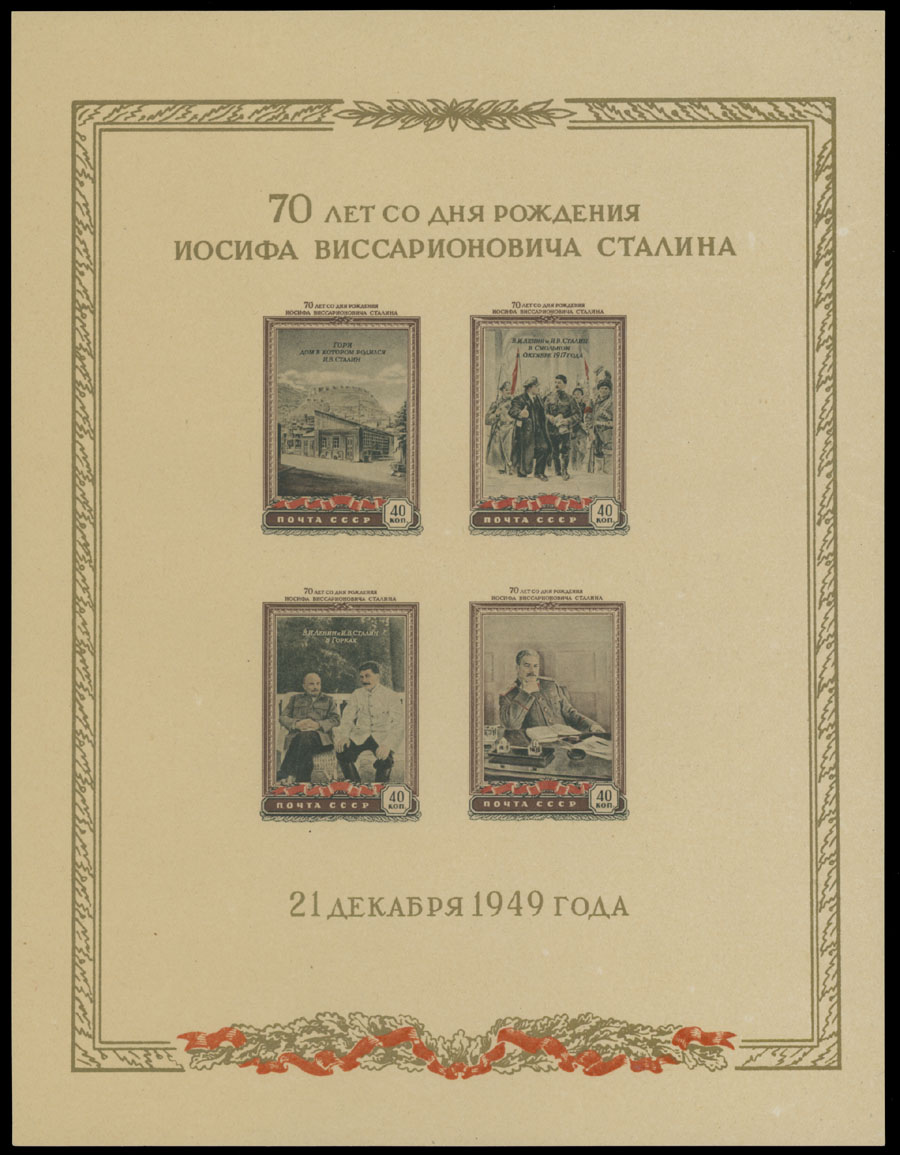 70 ЛЕТ СО ДНЯ РОЖДЕНИЯ
ИОСИФА ВИССАРИОНОВИЧА СТАЛИНА
70 ЛЕТ СО ДНЯ РОЖДЕНИЯ
ИОСИФА ВИССАРИОНОВИЧА СТАЛИНА
ГОРИ
ДОМ В КОТОРОМ РОДИЛСЯ
И.В. СТАЛИН
ПОЧТА СССР
40
КОП.
70 ЛЕТ СО ДНЯ РОЖДЕНИЯ
ИОСИФА ВИССАРИОНОВИЧА СТАЛИНА
В.И. ЛЕНИН и И.В. СТАЛИН
в СМОЛЬНОМ
в ОКТЯБРЕ 1917 ГОДА
ПОЧТА СССР
40
КОП.
70 ЛЕТ СО ДНЯ РОЖДЕНИЯ
ИОСИФА ВИССАРИОНОВИЧА СТАЛИНА
В.И. ЛЕНИН и И.В. СТАЛИН
в ГОРКАХ
ПОЧТА СССР
40
КОП.
70 ЛЕТ СО ДНЯ РОЖДЕНИЯ
ИОСИФА ВИССАРИОНОВИЧА СТАЛИНА
ПОЧТА СССР
40
КОП.
21 ДЕКАБРЯ 1949 ГОДА